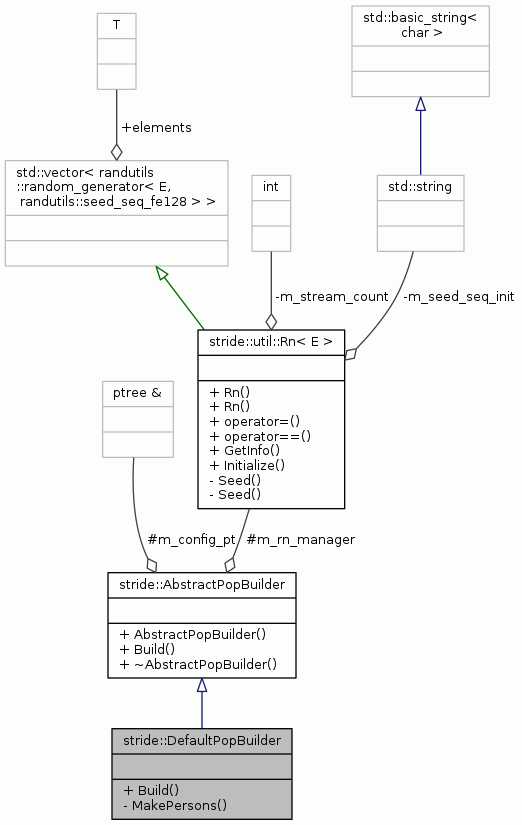 T
std::basic_string<
char >
+elements
std::vector< randutils
::random_generator< E,
randutils::seed_seq_fe128 > >
int
std::string
-m_stream_count
-m_seed_seq_init
stride::util::Rn< E >
+ Rn()
+ Rn()
+ operator=()
+ operator==()
+ GetInfo()
+ Initialize()
- Seed()
- Seed()
ptree &
#m_config_pt
#m_rn_manager
stride::AbstractPopBuilder
+ AbstractPopBuilder()
+ Build()
+ ~AbstractPopBuilder()
stride::DefaultPopBuilder
+ Build()
- MakePersons()